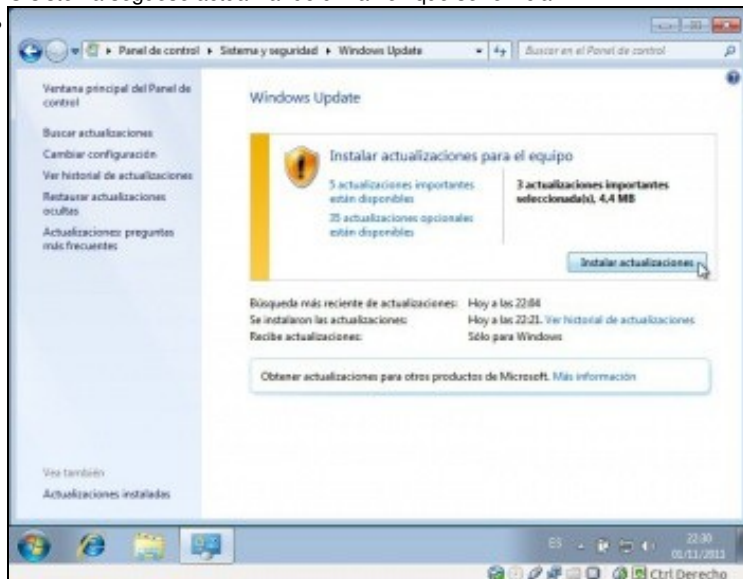 Panel de control ▸ Sistema y seguridad ▸ Windows Update
Buscar en el Panel de control
Ventana principal del Panel de
control
Buscar actualizaciones
Cambiar configuración
Ver historial de actualizaciones
Restaurar actualizaciones
ocultas
Actualizaciones: preguntas
más frecuentes
Vea también
Actualizaciones instaladas
Windows Update
Instalar actualizaciones para el equipo
5 actualizaciones importantes
están disponibles
35 actualizaciones opcionales
están disponibles
3 actualizaciones importantes
seleccionada(s), 4,4 MB
Instalar actualizaciones
Búsqueda más reciente de actualizaciones: Hoy a las 22:04
Se instalaron las actualizaciones: Hoy a las 22:21. Ver historial de actualizaciones
Recibe actualizaciones: Sólo para Windows
Obtener actualizaciones para otros productos de Microsoft. Más información
ES
22:30
01/11/2011
Ctrl Derecho